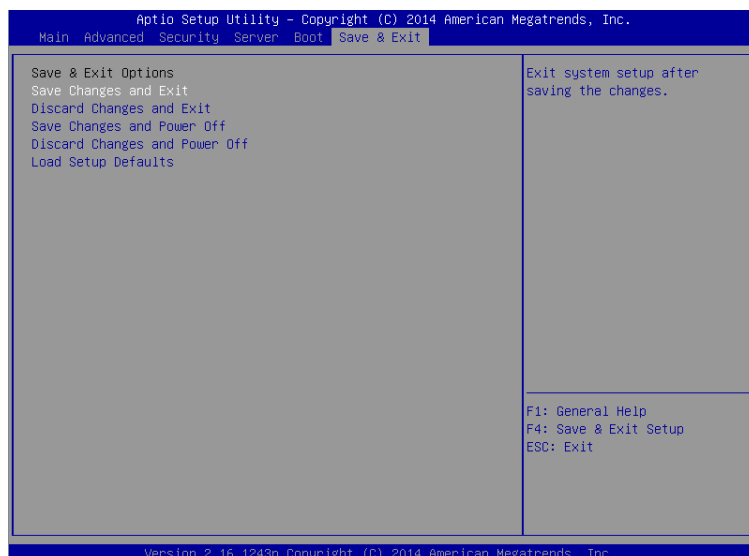 Aptio Setup Utility – Copyright (C) 2014 American Megatrends, Inc.
Main Advanced Security Server Boot Save & Exit
Save & Exit Options
Save Changes and Exit
Discard Changes and Exit
Save Changes and Power Off
Discard Changes and Power Off
Load Setup Defaults
Exit system setup after
saving the changes.
F1: General Help
F4: Save & Exit Setup
ESC: Exit
Version 2.16.1243n Copyright (C) 2014 American Megatrends, Inc.